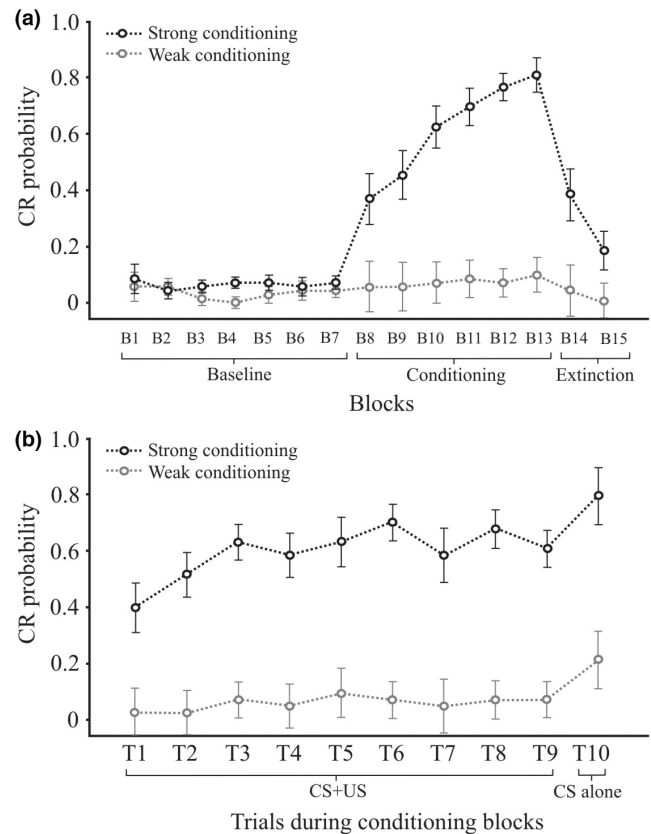 (a)
Strong conditioning
Weak conditioning
CR probability
1.0
0.8
0.6
0.4
0.2
0
B1 B2 B3 B4 B5 B6 B7 B8 B9 B10 B11 B12 B13 B14 B15
Baseline Conditioning Extinction
Blocks
(b)
Strong conditioning
Weak conditioning
CR probability
1.0
0.8
0.6
0.4
0.2
0
T1 T2 T3 T4 T5 T6 T7 T8 T9 T10
CS+US CS alone
Trials during conditioning blocks